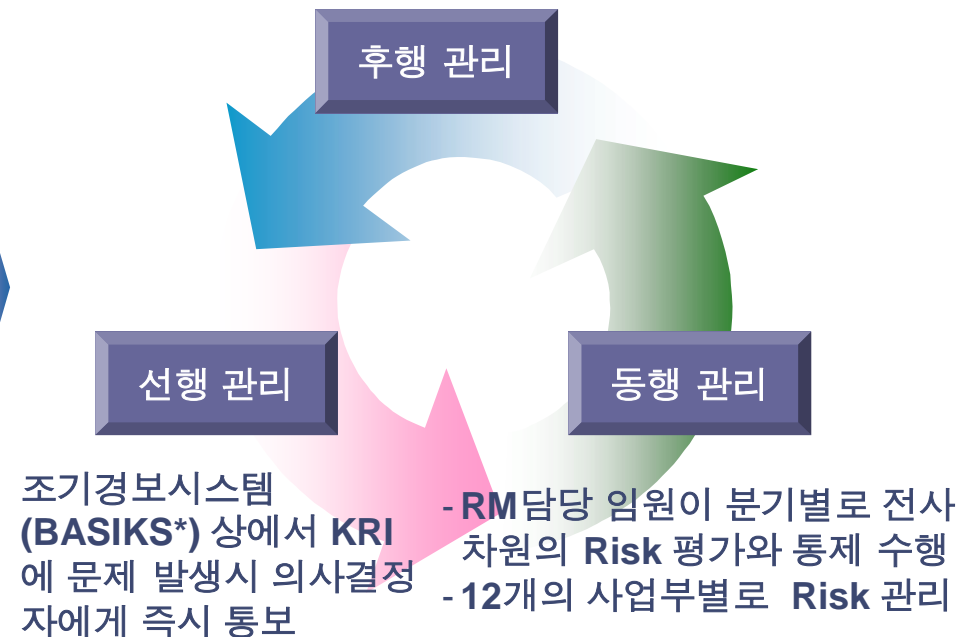 후행 관리
선행 관리
동행 관리
조기경보시스템
(BASIKS*) 상에서 KRI
에 문제 발생시 의사결정
자에게 즉시 통보
- RM담당 임원이 분기별로 전사
차원의 Risk 평가와 통제 수행
- 12개의 사업부별로 Risk 관리